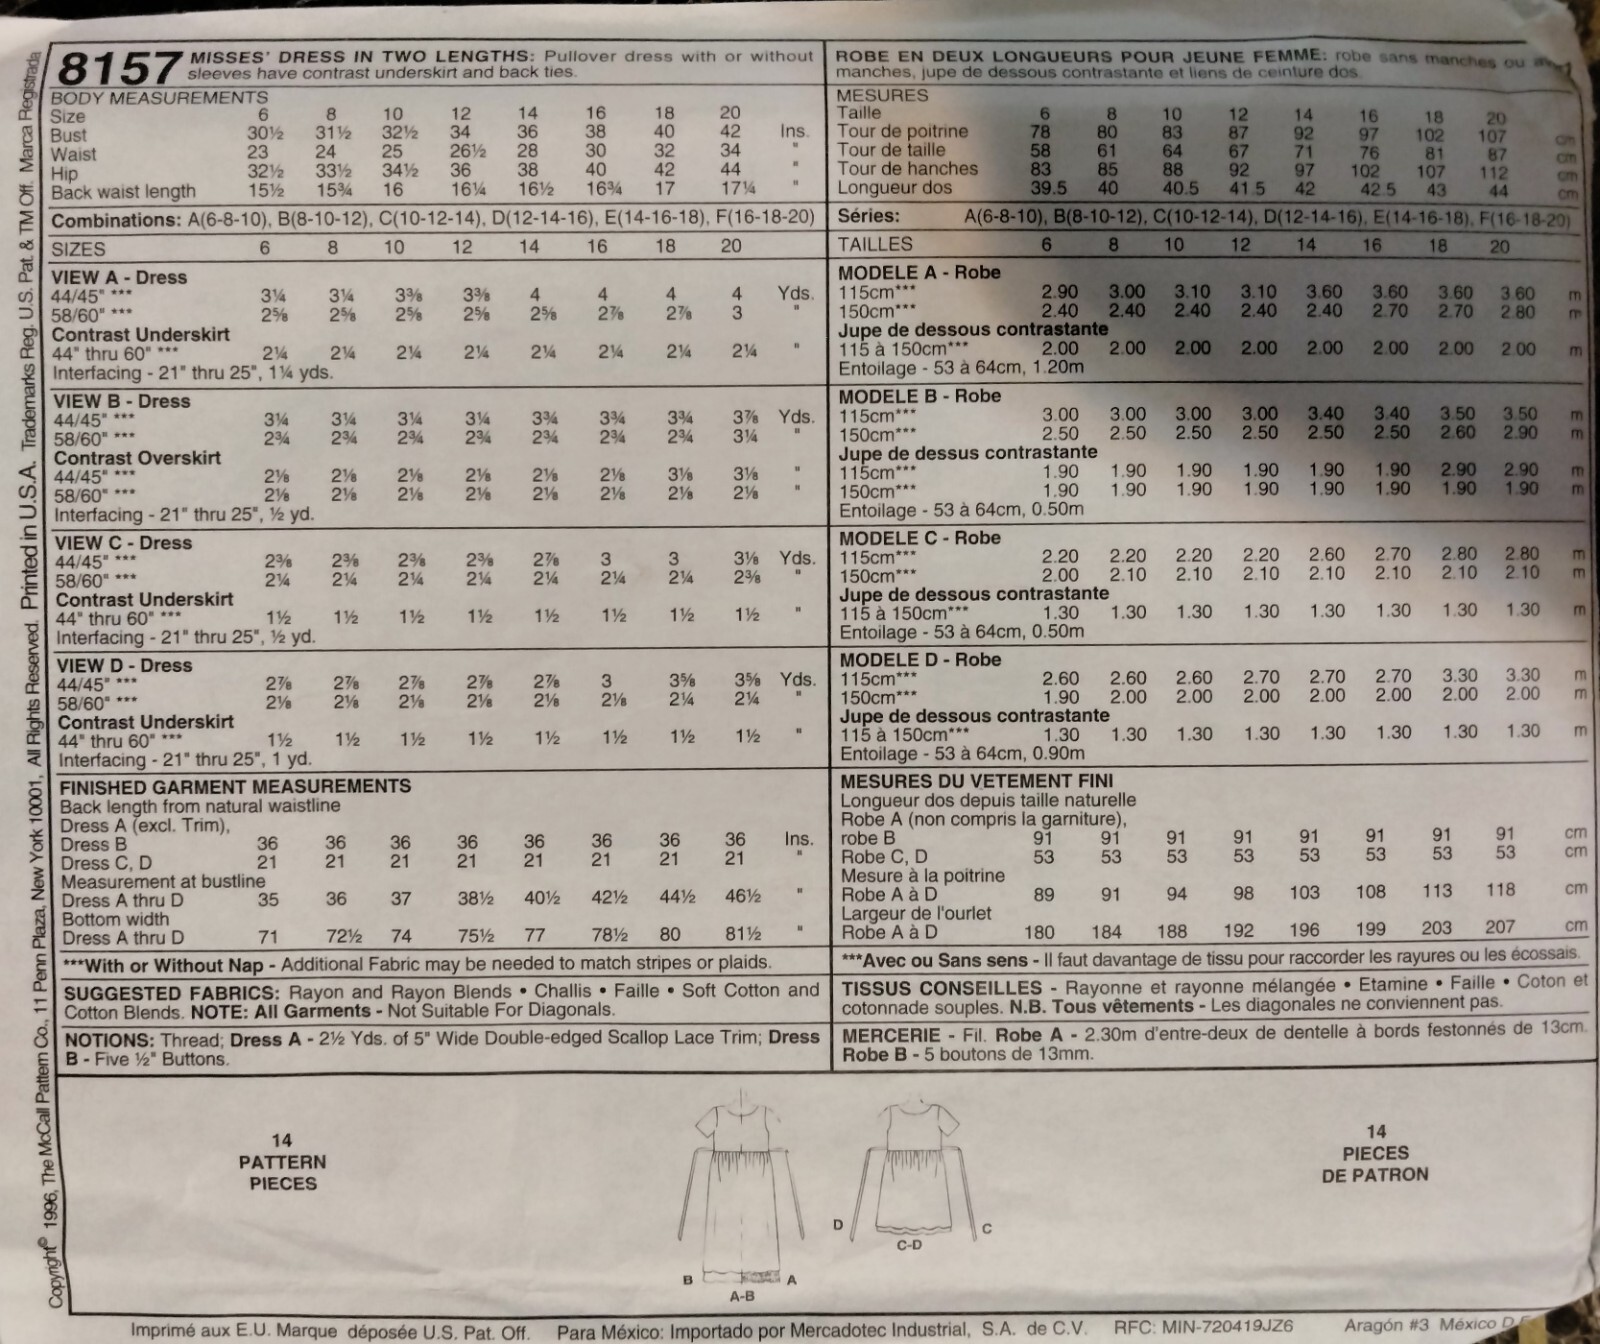 8157 MISSES' DRESS IN TWO LENGTHS: Pullover dress with or without
sleeves have contrast underskirt and back ties.
BODY MEASUREMENTS
Size 6 8 10 12 14 16 18 20
Bust 30½ 31½ 32½ 34 36 38 40 42 Ins.
Waist 23 24 25 26½ 28 30 32 34 "
Hip 32½ 33½ 34½ 36 38 40 42 44 "
Back waist length 15½ 15¾ 16 16¼ 16½ 16¾ 17 17¼ "
Combinations: A(6-8-10), B(8-10-12), C(10-12-14), D(12-14-16), E(14-16-18), F(16-18-20)
SIZES 6 8 10 12 14 16 18 20
VIEW A - Dress
44/45" *** 3¼ 3¼ 3⅜ 3⅜ 4 4 4 4 Yds.
58/60" *** 2⅝ 2⅝ 2⅝ 2⅝ 2⅝ 2⅞ 2⅞ 3 "
Contrast Underskirt
44" thru 60" *** 2¼ 2¼ 2¼ 2¼ 2¼ 2¼ 2¼ 2¼ "
Interfacing - 21" thru 25", 1¼ yds.
VIEW B - Dress
44/45" *** 3¼ 3¼ 3¼ 3¼ 3¾ 3¾ 3¾ 3⅞ Yds.
58/60" *** 2¾ 2¾ 2¾ 2¾ 2¾ 2¾ 2¾ 3¼ "
Contrast Overskirt
44/45" *** 2⅛ 2⅛ 2⅛ 2⅛ 2⅛ 2⅛ 3⅛ 3⅛ "
58/60" *** 2⅛ 2⅛ 2⅛ 2⅛ 2⅛ 2⅛ 2⅛ 2⅛ "
Interfacing - 21" thru 25", ½ yd.
VIEW C - Dress
44/45" *** 2⅜ 2⅜ 2⅜ 2⅜ 2⅞ 3 3 3⅛ Yds.
58/60" *** 2¼ 2¼ 2¼ 2¼ 2¼ 2¼ 2¼ 2⅜ "
Contrast Underskirt
44" thru 60" *** 1½ 1½ 1½ 1½ 1½ 1½ 1½ 1½ "
Interfacing - 21" thru 25", ½ yd.
VIEW D - Dress
44/45" *** 2⅞ 2⅞ 2⅞ 2⅞ 2⅞ 3 3⅝ 3⅝ Yds.
58/60" *** 2⅛ 2⅛ 2⅛ 2⅛ 2⅛ 2⅛ 2¼ 2¼ "
Contrast Underskirt
44" thru 60" *** 1½ 1½ 1½ 1½ 1½ 1½ 1½ 1½ "
Interfacing - 21" thru 25", 1 yd.
FINISHED GARMENT MEASUREMENTS
Back length from natural waistline
Dress A (excl. Trim),
Dress B 36 36 36 36 36 36 36 36 Ins.
Dress C, D 21 21 21 21 21 21 21 21 "
Measurement at bustline
Dress A thru D 35 36 37 38½ 40½ 42½ 44½ 46½ "
Bottom width
Dress A thru D 71 72½ 74 75½ 77 78½ 80 81½ "
***With or Without Nap - Additional Fabric may be needed to match stripes or plaids.
SUGGESTED FABRICS: Rayon and Rayon Blends • Challis • Faille • Soft Cotton and
Cotton Blends. NOTE: All Garments - Not Suitable For Diagonals.
NOTIONS: Thread; Dress A - 2½ Yds. of 5" Wide Double-edged Scallop Lace Trim; Dress
B - Five ½" Buttons.
ROBE EN DEUX LONGUEURS POUR JEUNE FEMME: robe sans manches ou
manches, jupe de dessous contrastante et liens de ceinture dos.
MESURES
Taille 6 8 10 12 14 16 18 20
Tour de poitrine 78 80 83 87 92 97 102 107 cm
Tour de taille 58 61 64 67 71 76 81 87 cm
Tour de hanches 83 85 88 92 97 102 107 112 cm
Longueur dos 39.5 40 40.5 41.5 42 42.5 43 44 cm
Séries: A(6-8-10), B(8-10-12), C(10-12-14), D(12-14-16), E(14-16-18), F(16-18-20)
TAILLES 6 8 10 12 14 16 18 20
MODELE A - Robe
115cm*** 2.90 3.00 3.10 3.10 3.60 3.60 3.60 3.60 m
150cm*** 2.40 2.40 2.40 2.40 2.40 2.70 2.70 2.80 m
Jupe de dessous contrastante
115 à 150cm*** 2.00 2.00 2.00 2.00 2.00 2.00 2.00 2.00 m
Entoilage - 53 à 64cm, 1.20m
MODELE B - Robe
115cm*** 3.00 3.00 3.00 3.00 3.40 3.40 3.50 3.50 m
150cm*** 2.50 2.50 2.50 2.50 2.50 2.50 2.60 2.90 m
Jupe de dessus contrastante
115cm*** 1.90 1.90 1.90 1.90 1.90 1.90 2.90 2.90 m
150cm*** 1.90 1.90 1.90 1.90 1.90 1.90 1.90 1.90 m
Entoilage - 53 à 64cm, 0.50m
MODELE C - Robe
115cm*** 2.20 2.20 2.20 2.20 2.60 2.70 2.80 2.80 m
150cm*** 2.00 2.10 2.10 2.10 2.10 2.10 2.10 2.10 m
Jupe de dessous contrastante
115 à 150cm*** 1.30 1.30 1.30 1.30 1.30 1.30 1.30 1.30 m
Entoilage - 53 à 64cm, 0.50m
MODELE D - Robe
115cm*** 2.60 2.60 2.60 2.70 2.70 2.70 3.30 3.30 m
150cm*** 1.90 2.00 2.00 2.00 2.00 2.00 2.00 2.00 m
Jupe de dessous contrastante
115 à 150cm*** 1.30 1.30 1.30 1.30 1.30 1.30 1.30 1.30 m
Entoilage - 53 à 64cm, 0.90m
MESURES DU VETEMENT FINI
Longueur dos depuis taille naturelle
Robe A (non compris la garniture),
robe B 91 91 91 91 91 91 91 91 cm
Robe C, D 53 53 53 53 53 53 53 53 cm
Mesure à la poitrine
Robe A à D 89 91 94 98 103 108 113 118 cm
Largeur de l'ourlet
Robe A à D 180 184 188 192 196 199 203 207 cm
***Avec ou Sans sens - Il faut davantage de tissu pour raccorder les rayures ou les écossais.
TISSUS CONSEILLES - Rayonne et rayonne mélangée • Etamine • Faille • Coton et
cotonnade souples. N.B. Tous vêtements - Les diagonales ne conviennent pas.
MERCERIE - Fil. Robe A - 2.30m d'entre-deux de dentelle à bords festonnés de 13cm.
Robe B - 5 boutons de 13mm.
14
PATTERN
PIECES
B A
A-B
D C
C-D
14
PIECES
DE PATRON
Imprimé aux E.U. Marque déposée U.S. Pat. Off. Para México: Importado por Mercadotec Industrial, S.A. de C.V. RFC: MIN-720419JZ6 Aragón #3 México
Copyright© 1996, The McCall Pattern Co., 11 Penn Plaza, New York 10001, All Rights Reserved. Printed in U.S.A. Trademarks Reg. U.S. Pat. & TM Off. Marca Registrada